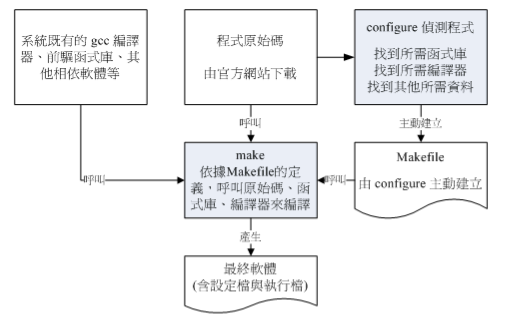 系統既有的 gcc 編譯
器、前驅函式庫、其
他相依軟體等
程式原始碼
由官方網站下載
configure 偵測程式
找到所需函式庫
找到所需編譯器
找到其他所需資料
呼叫
主動建立
make
依據Makefile的定
義，呼叫原始碼、函
式庫、編譯器來編譯
呼叫
呼叫
Makefile
由 configure 主動建立
產生
最終軟體
(含設定檔與執行檔)